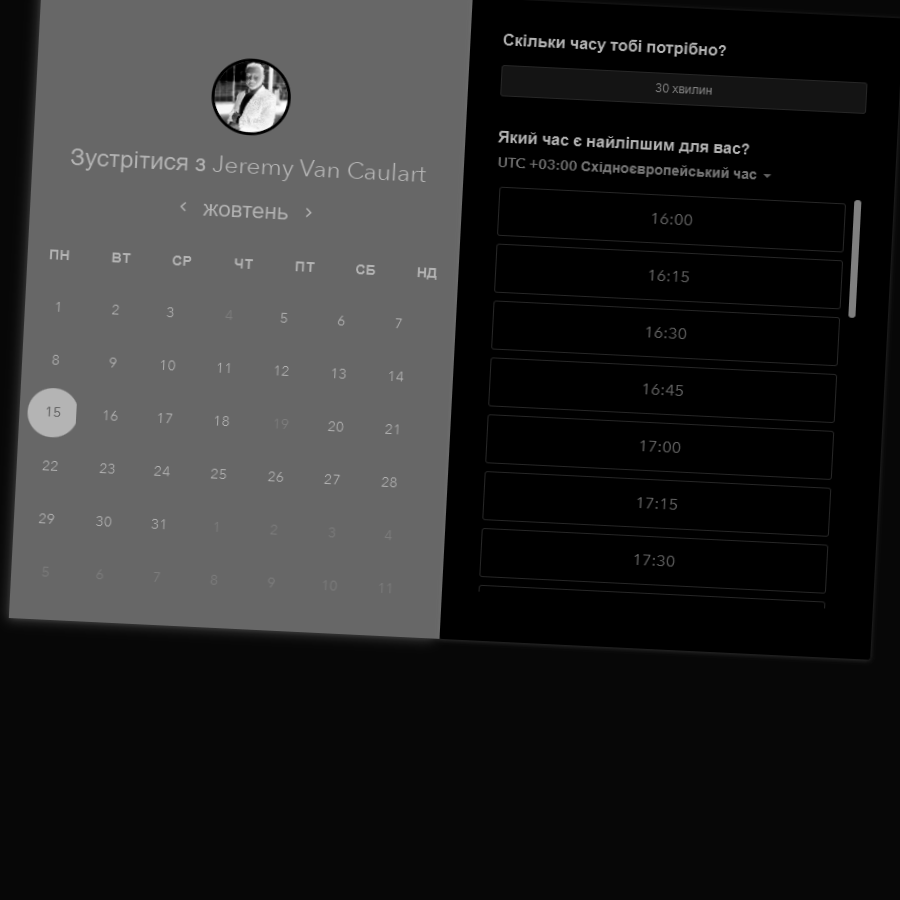 Зустрітися з Jeremy Van Caulart
жовтень
ПН ВТ СР ЧТ ПТ СБ НД
1 2 3 4 5 6 7
8 9 10 11 12 13 14
15 16 17 18 19 20 21
22 23 24 25 26 27 28
29 30 31 1 2 3 4
5 6 7 8 9 10 11
Скільки часу тобі потрібно?
30 хвилин
Який час є найліпшим для вас?
UTC +03:00 Східноєвропейський час
16:00
16:15
16:30
16:45
17:00
17:15
17:30